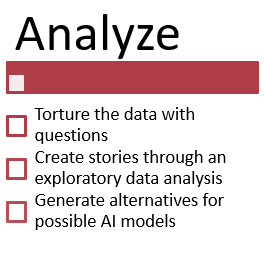 Analyze
Torture the data with
questions
Create stories through an
exploratory data analysis
Generate alternatives for
possible AI models